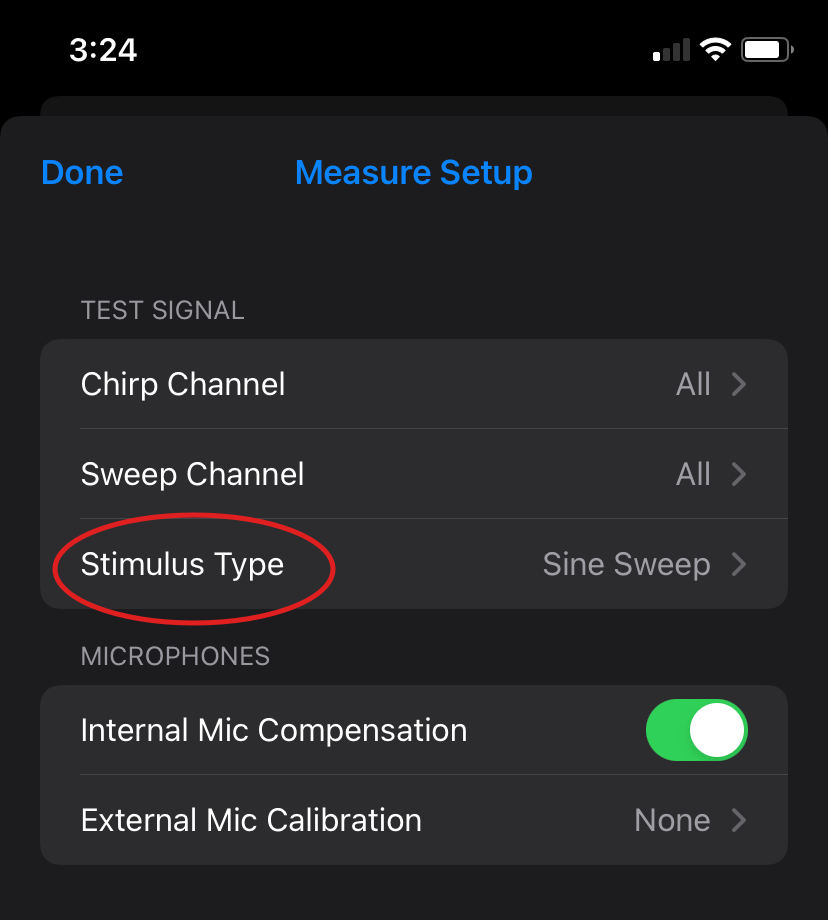 3:24
Done Measure Setup
TEST SIGNAL
Chirp Channel All
Sweep Channel All
Stimulus Type Sine Sweep
MICROPHONES
Internal Mic Compensation
External Mic Calibration None